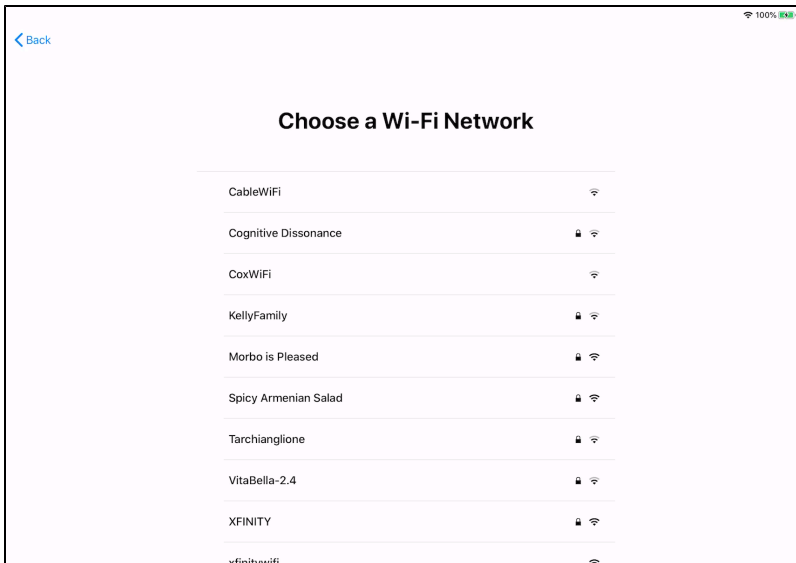 100%
Back
Choose a Wi-Fi Network
CableWiFi
Cognitive Dissonance
CoxWiFi
KellyFamily
Morbo is Pleased
Spicy Armenian Salad
Tarchianglione
VitaBella-2.4
XFINITY
xfinitywifi